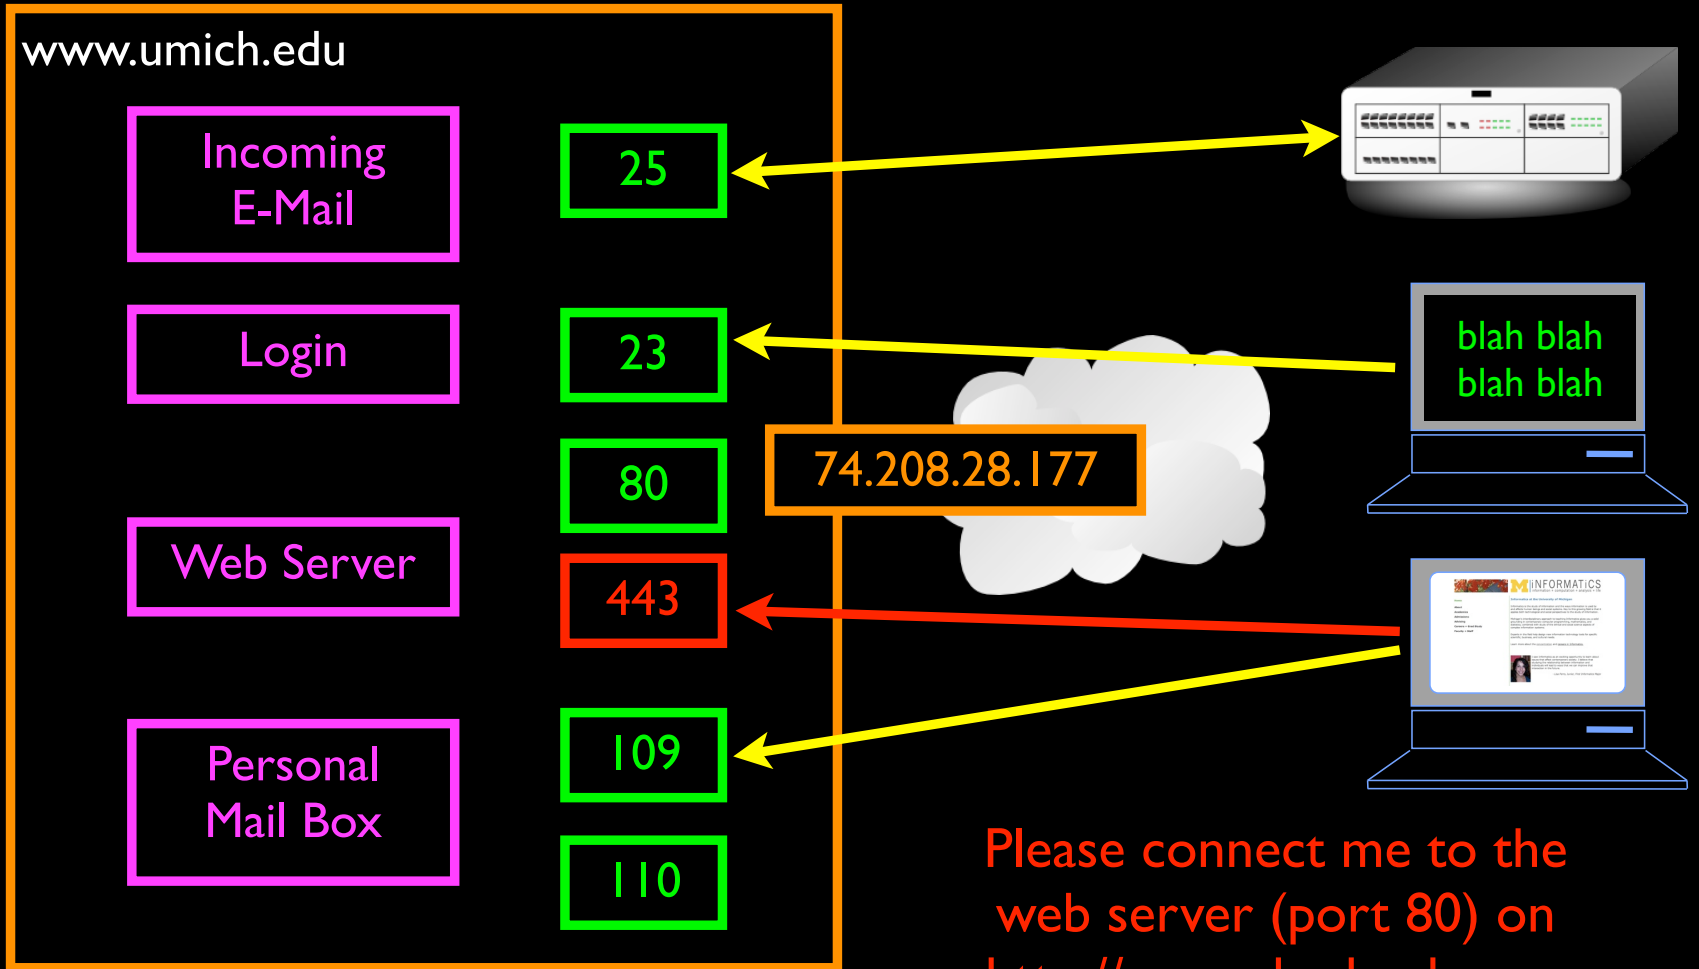 www.umich.edu
Incoming
E-Mail
25
Login
23
blah blah
blah blah
74.208.28.177
80
Web Server
443
INFORMATICS
Personal
Mail Box
109
110
Please connect me to the
web server (port 80) on